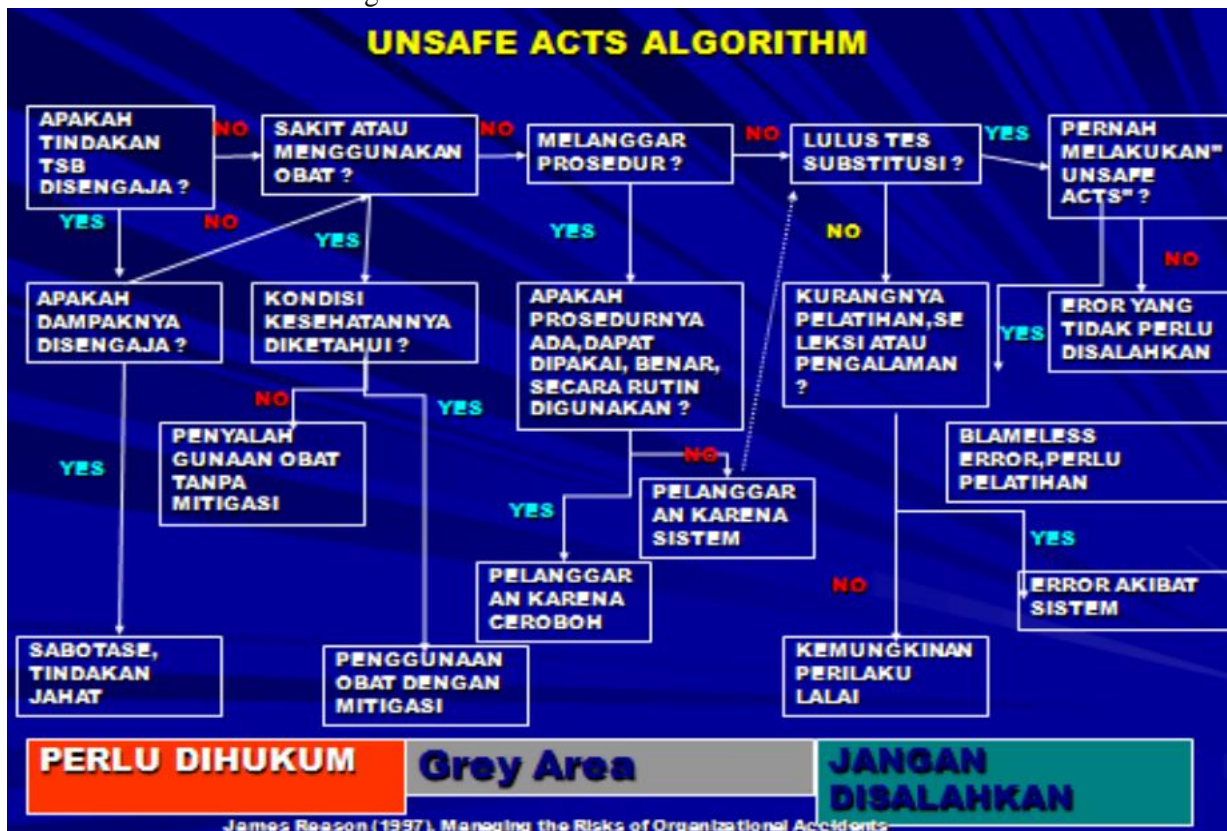 UNSAFE ACTS ALGORITHM
APAKAH
TINDAKAN
TSB
DISENGAJA ?
NO
SAKIT ATAU
MENGGUNAKAN
OBAT ?
NO
MELANGGAR
PROSEDUR ?
NO
LULUS TES
SUBSTITUSI ?
YES
PERNAH
MELAKUKAN"
UNSAFE
ACTS" ?
YES
NO
YES
YES
NO
NO
APAKAH
DAMPAKNYA
DISENGAJA ?
KONDISI
KESEHATANNYA
DIKETAHUI ?
APAKAH
PROSEDURNYA
ADA,DAPAT
DIPAKAI, BENAR,
SECARA RUTIN
DIGUNAKAN ?
KURANGNYA
PELATIHAN,SE
LEKSI ATAU
PENGALAMAN
?
YES
EROR YANG
TIDAK PERLU
DISALAHKAN
NO
YES
YES
PENYALAH
GUNAAN OBAT
TANPA
MITIGASI
YES
NO
PELANGGAR
AN KARENA
SISTEM
BLAMELESS
ERROR,PERLU
PELATIHAN
PELANGGAR
AN KARENA
CEROBOH
NO
YES
ERROR AKIBAT
SISTEM
SABOTASE,
TINDAKAN
JAHAT
PENGGUNAAN
OBAT DENGAN
MITIGASI
KEMUNGKINAN
PERILAKU
LALAI
PERLU DIHUKUM
Grey Area
JANGAN
DISALAHKAN
James Reason (1997), Managing the Risks of Organizational Accidents